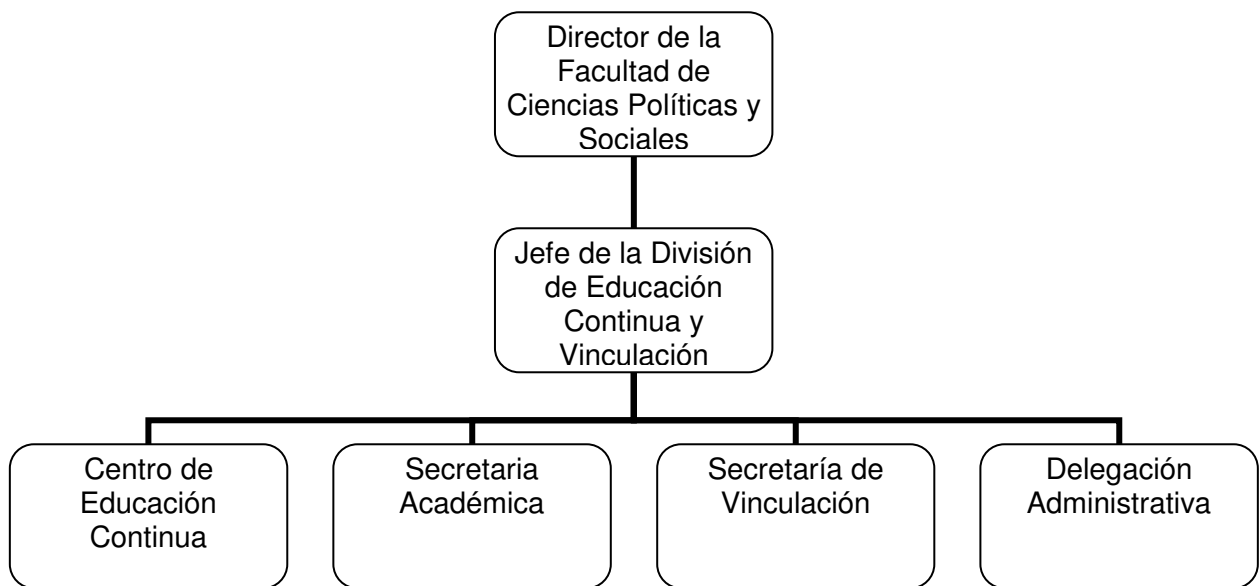 Director de la
Facultad de
Ciencias Políticas y
Sociales
Jefe de la División
de Educación
Continua y
Vinculación
Centro de
Educación
Continua
Secretaria
Académica
Secretaría de
Vinculación
Delegación
Administrativa